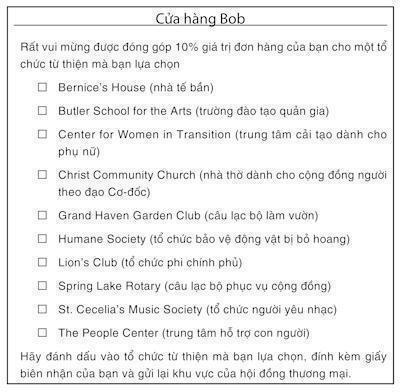 Cửa hàng Bob
Rất vui mừng được đóng góp 10% giá trị đơn hàng của bạn cho một tổ
chức từ thiện mà bạn lựa chọn
☐ Bernice's House (nhà tế bần)
☐ Butler School for the Arts (trường đào tạo quản gia)
☐ Center for Women in Transition (trung tâm cải tạo dành cho
phụ nữ)
☐ Christ Community Church (nhà thờ dành cho cộng đồng người
theo đạo Cơ-đốc)
☐ Grand Haven Garden Club (câu lạc bộ làm vườn)
☐ Humane Society (tổ chức bảo vệ động vật bị bỏ hoang)
☐ Lion's Club (tổ chức phi chính phủ)
☐ Spring Lake Rotary (câu lạc bộ phục vụ cộng đồng)
☐ St. Cecelia's Music Society (tổ chức người yêu nhạc)
☐ The People Center (trung tâm hỗ trợ con người)
Hãy đánh dấu vào tổ chức từ thiện mà bạn lựa chọn, đính kèm giấy
biên nhận của bạn và gửi lại khu vực của hội đồng thương mại.